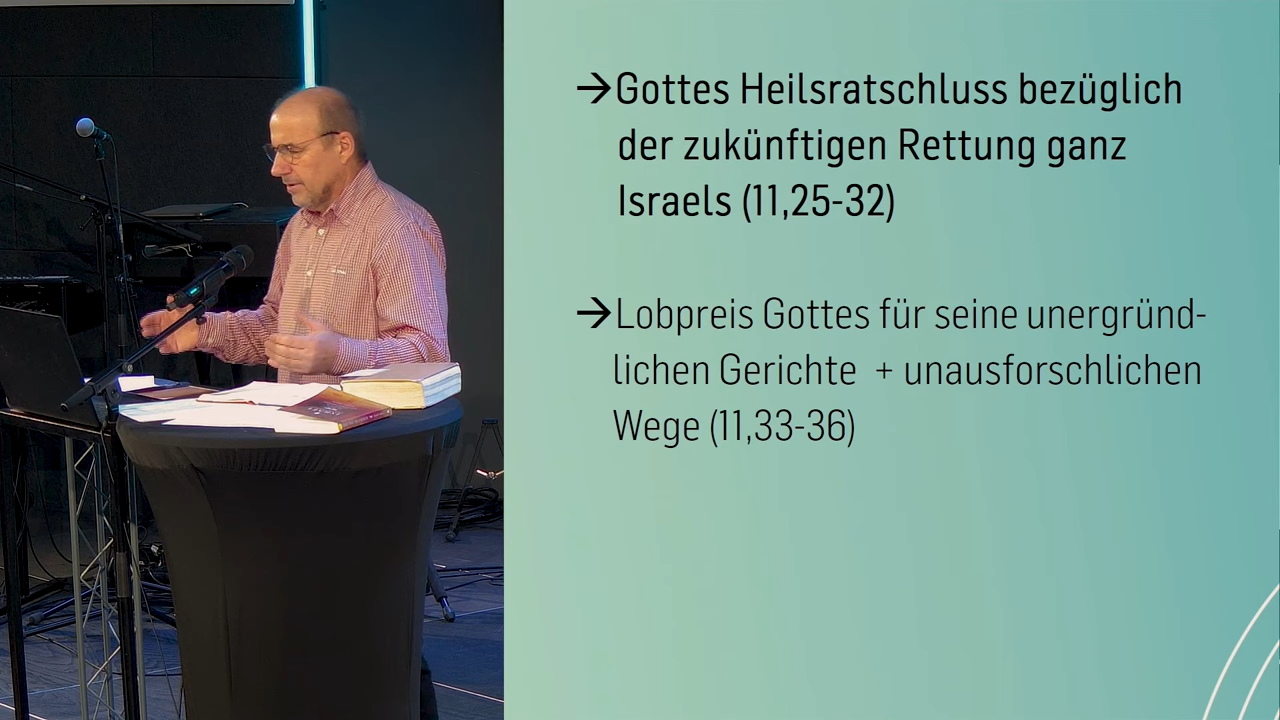 →Gottes Heilsratschluss bezüglich
der zukünftigen Rettung ganz
Israels (11,25-32)
→Lobpreis Gottes für seine unergründ-
lichen Gerichte + unausforschlichen
Wege (11,33-36)